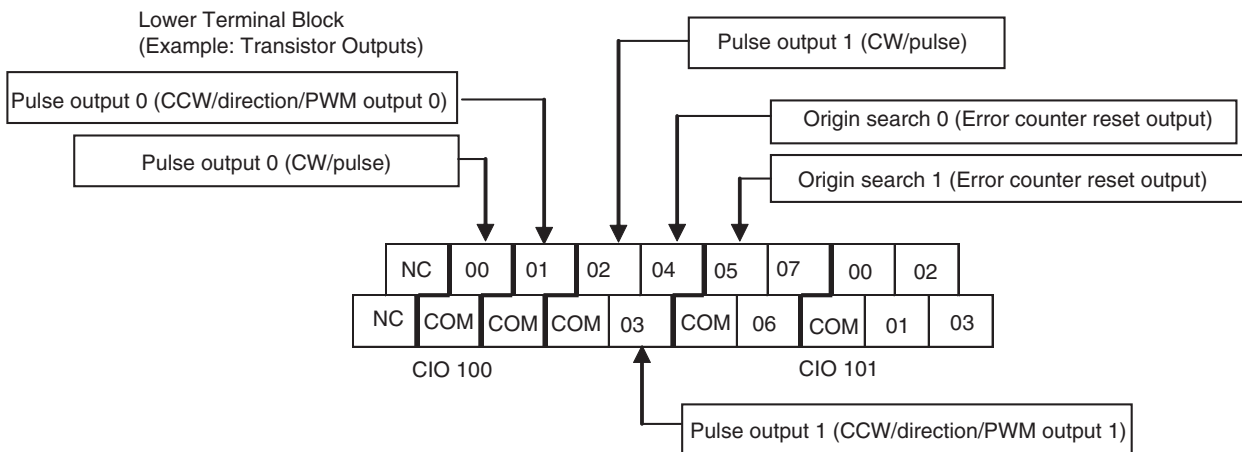 Lower Terminal Block
(Example: Transistor Outputs)
Pulse output 1 (CW/pulse)
Pulse output 0 (CCW/direction/PWM output 0)
Origin search 0 (Error counter reset output)
Pulse output 0 (CW/pulse)
Origin search 1 (Error counter reset output)
NC 00 01 02 04 05 07 00 02
NC COM COM COM 03 COM 06 COM 01 03
CIO 100 CIO 101
Pulse output 1 (CCW/direction/PWM output 1)